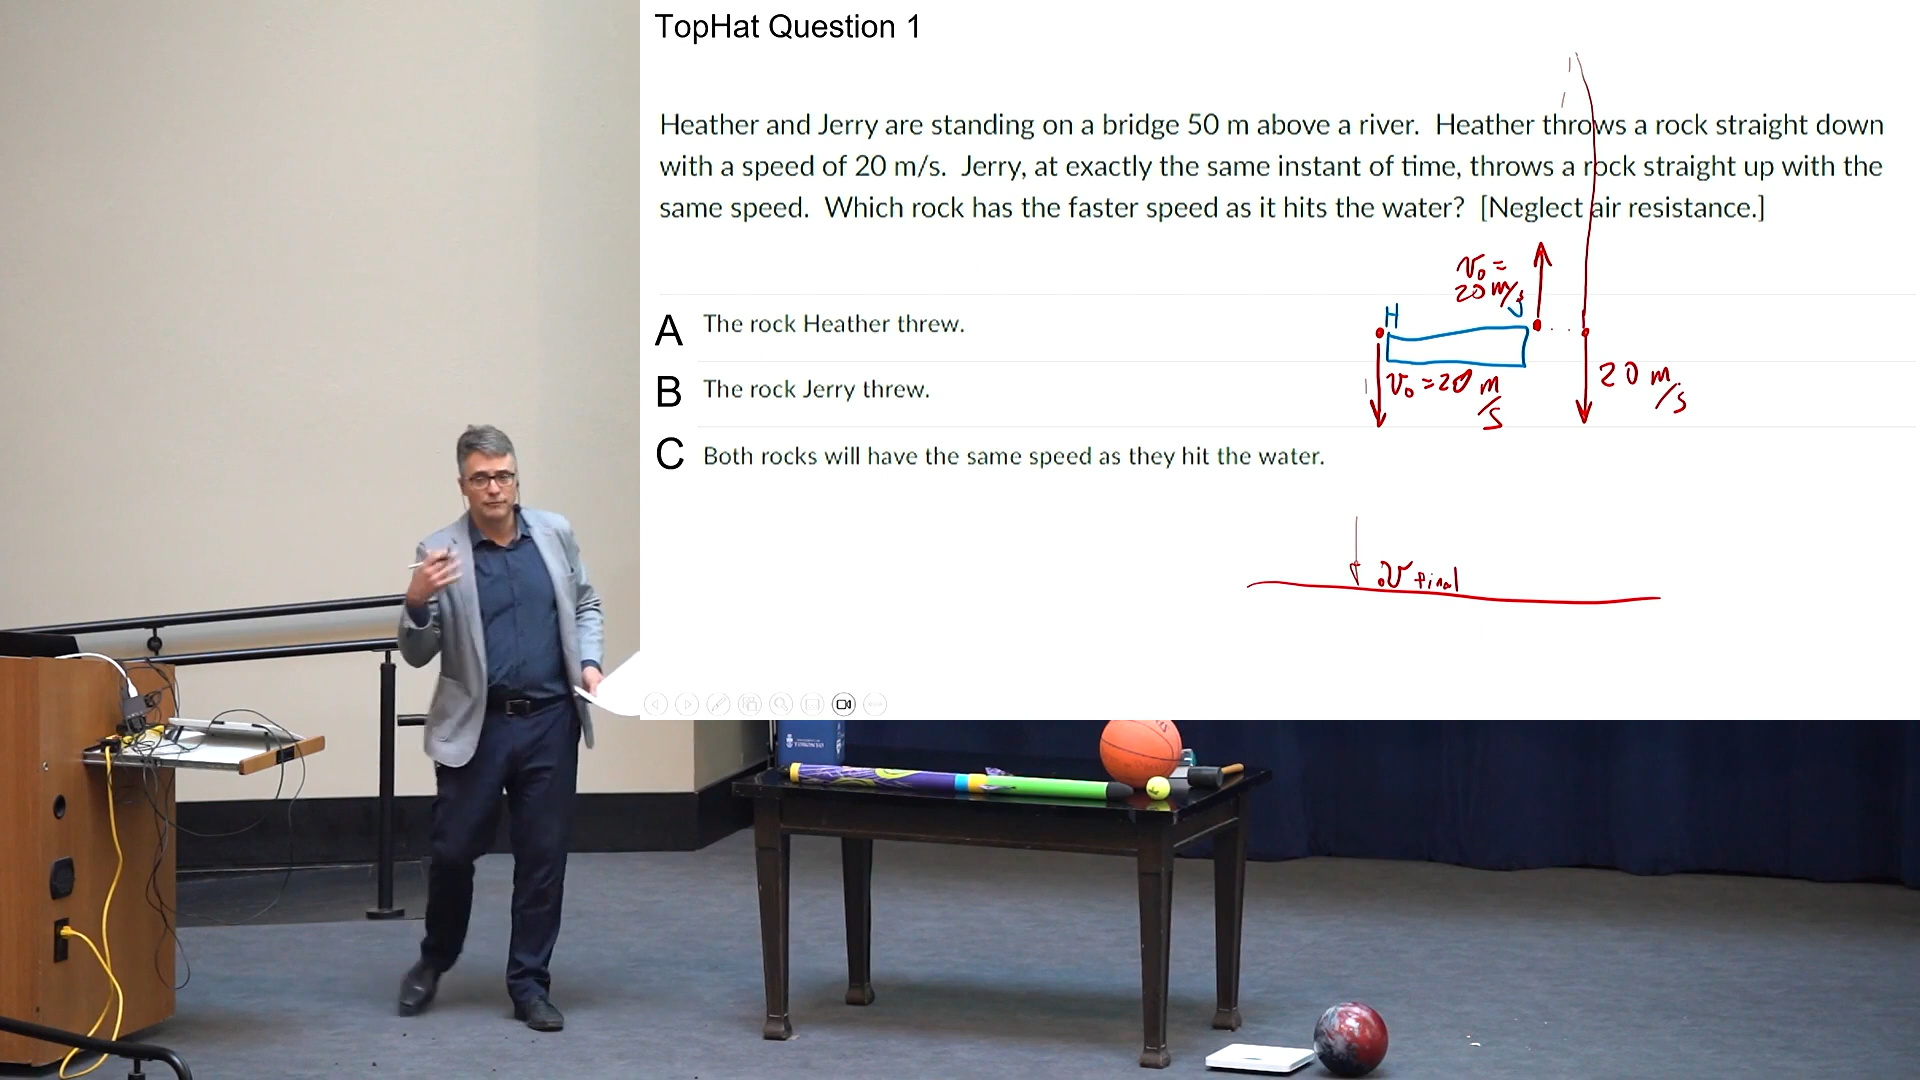 TopHat Question 1
Heather and Jerry are standing on a bridge 50 m above a river. Heather throws a rock straight down
with a speed of 20 m/s. Jerry, at exactly the same instant of time, throws a rock straight up with the
same speed. Which rock has the faster speed as it hits the water? [Neglect air resistance.]
v₀ =
20 m/s
A The rock Heather threw.
H
B The rock Jerry threw.
v₀ = 20 m/s
20 m/s
C Both rocks will have the same speed as they hit the water.
v final
TORONTO